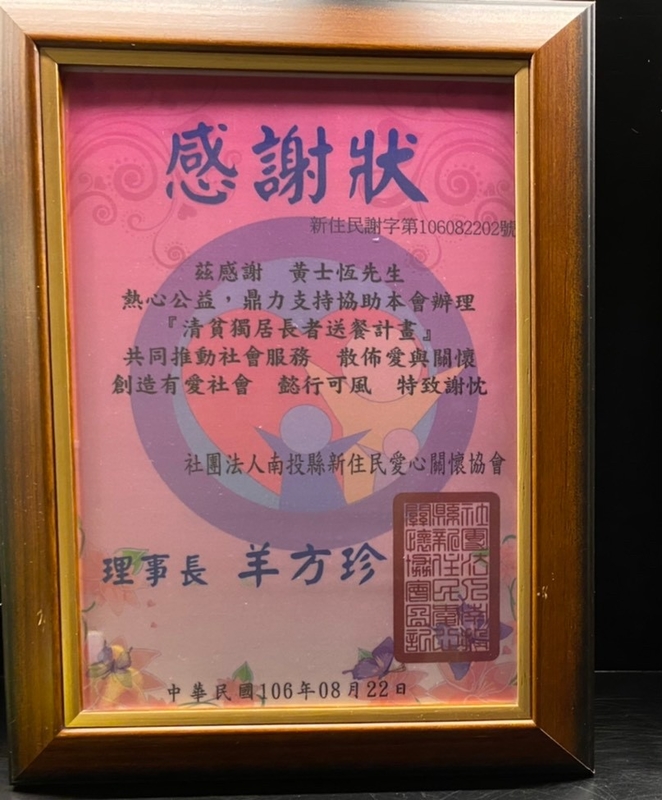 感謝狀
新住民謝字第106082202號
茲感謝　黃士恆先生
熱心公益，鼎力支持協助本會辦理
『清貧獨居長者送餐計畫』
共同推動社會服務　散佈愛與關懷
創造有愛社會　懿行可風　特致謝忱
社團法人南投縣新住民愛心關懷協會
理事長　羊方珍
中華民國106年08月22日